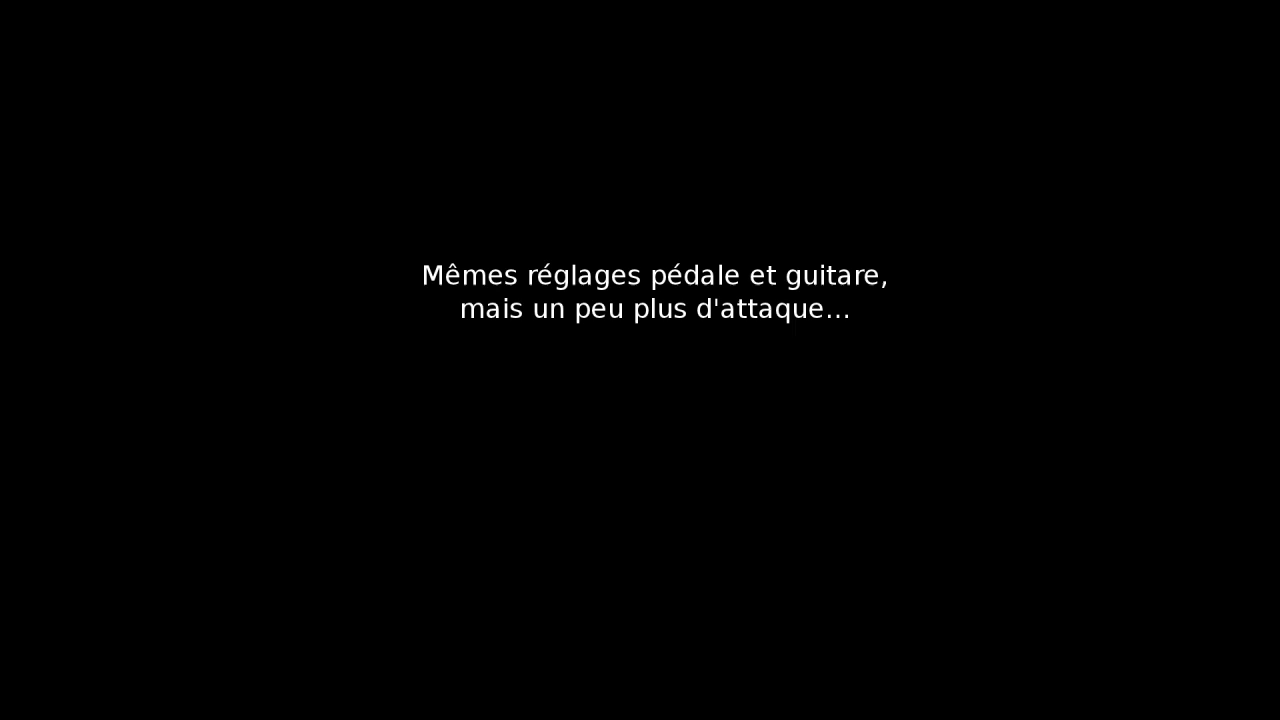 Mêmes réglages pédale et guitare,
mais un peu plus d'attaque...